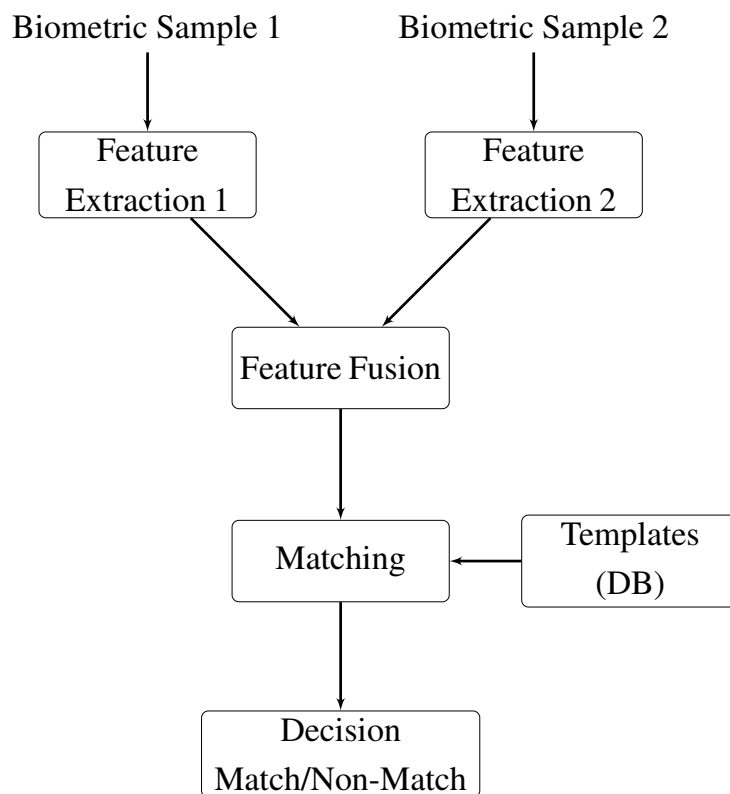 Biometric Sample 1
Biometric Sample 2
Feature
Extraction 1
Feature
Extraction 2
Feature Fusion
Matching
Templates
(DB)
Decision
Match/Non-Match